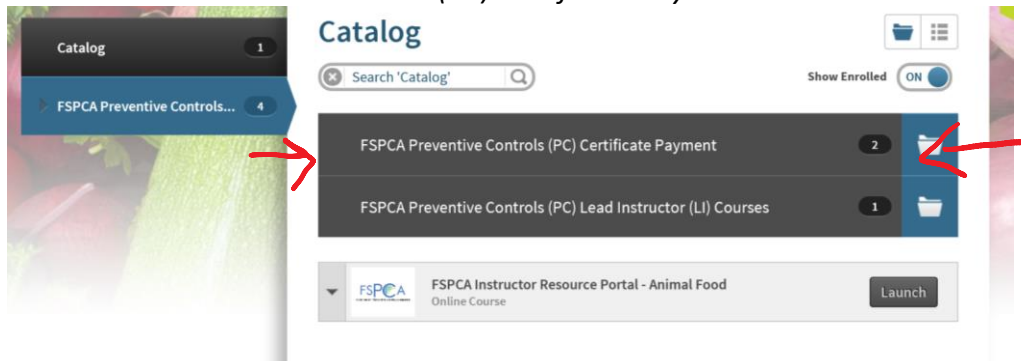 Catalog 1
FSPCA Preventive Controls... 4
Catalog
Search 'Catalog'
Show Enrolled ON
FSPCA Preventive Controls (PC) Certificate Payment 2
FSPCA Preventive Controls (PC) Lead Instructor (LI) Courses 1
FSPCA
FSPCA Instructor Resource Portal - Animal Food
Online Course
Launch